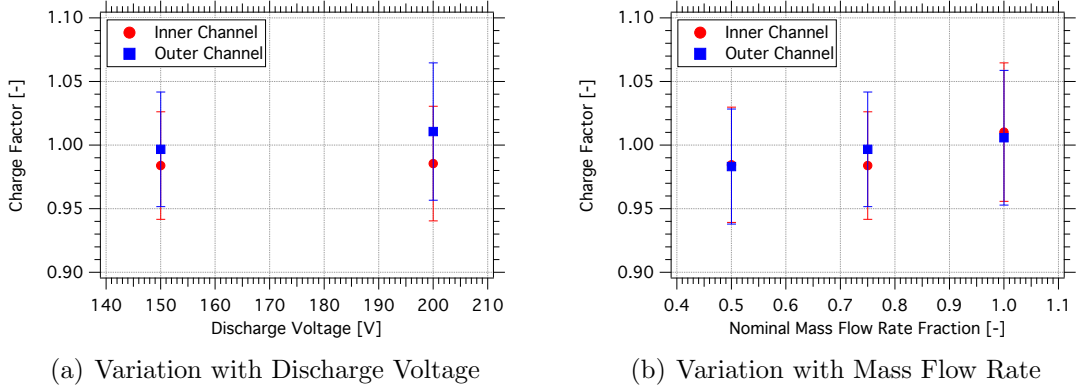 1.10
1.05
1.00
0.95
0.90
Charge Factor [-]
Inner Channel
Outer Channel
140 150 160 170 180 190 200 210
Discharge Voltage [V]
(a) Variation with Discharge Voltage
1.10
1.05
1.00
0.95
0.90
Charge Factor [-]
Inner Channel
Outer Channel
0.4 0.5 0.6 0.7 0.8 0.9 1.0 1.1
Nominal Mass Flow Rate Fraction [-]
(b) Variation with Mass Flow Rate